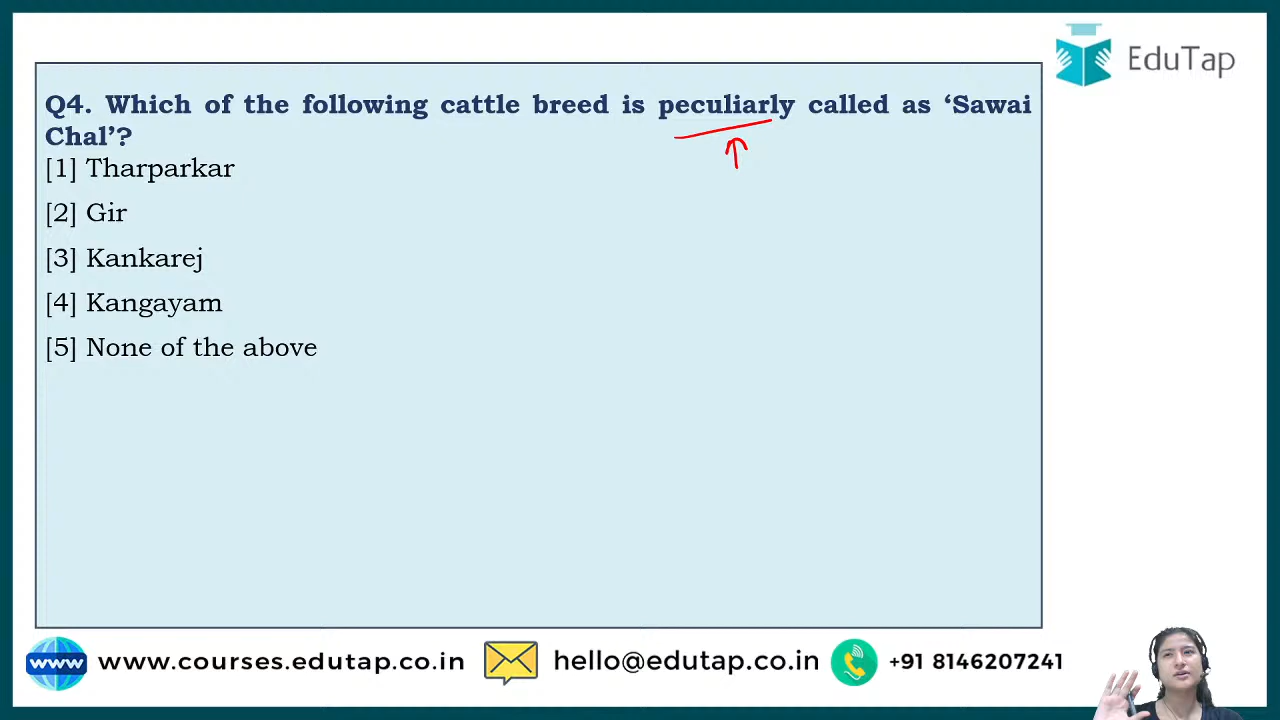 EduTap
Q4. Which of the following cattle breed is peculiarly called as ‘Sawai
Chal’?
[1] Tharparkar
[2] Gir
[3] Kankarej
[4] Kangayam
[5] None of the above
www www.courses.edutap.co.in hello@edutap.co.in +91 8146207241